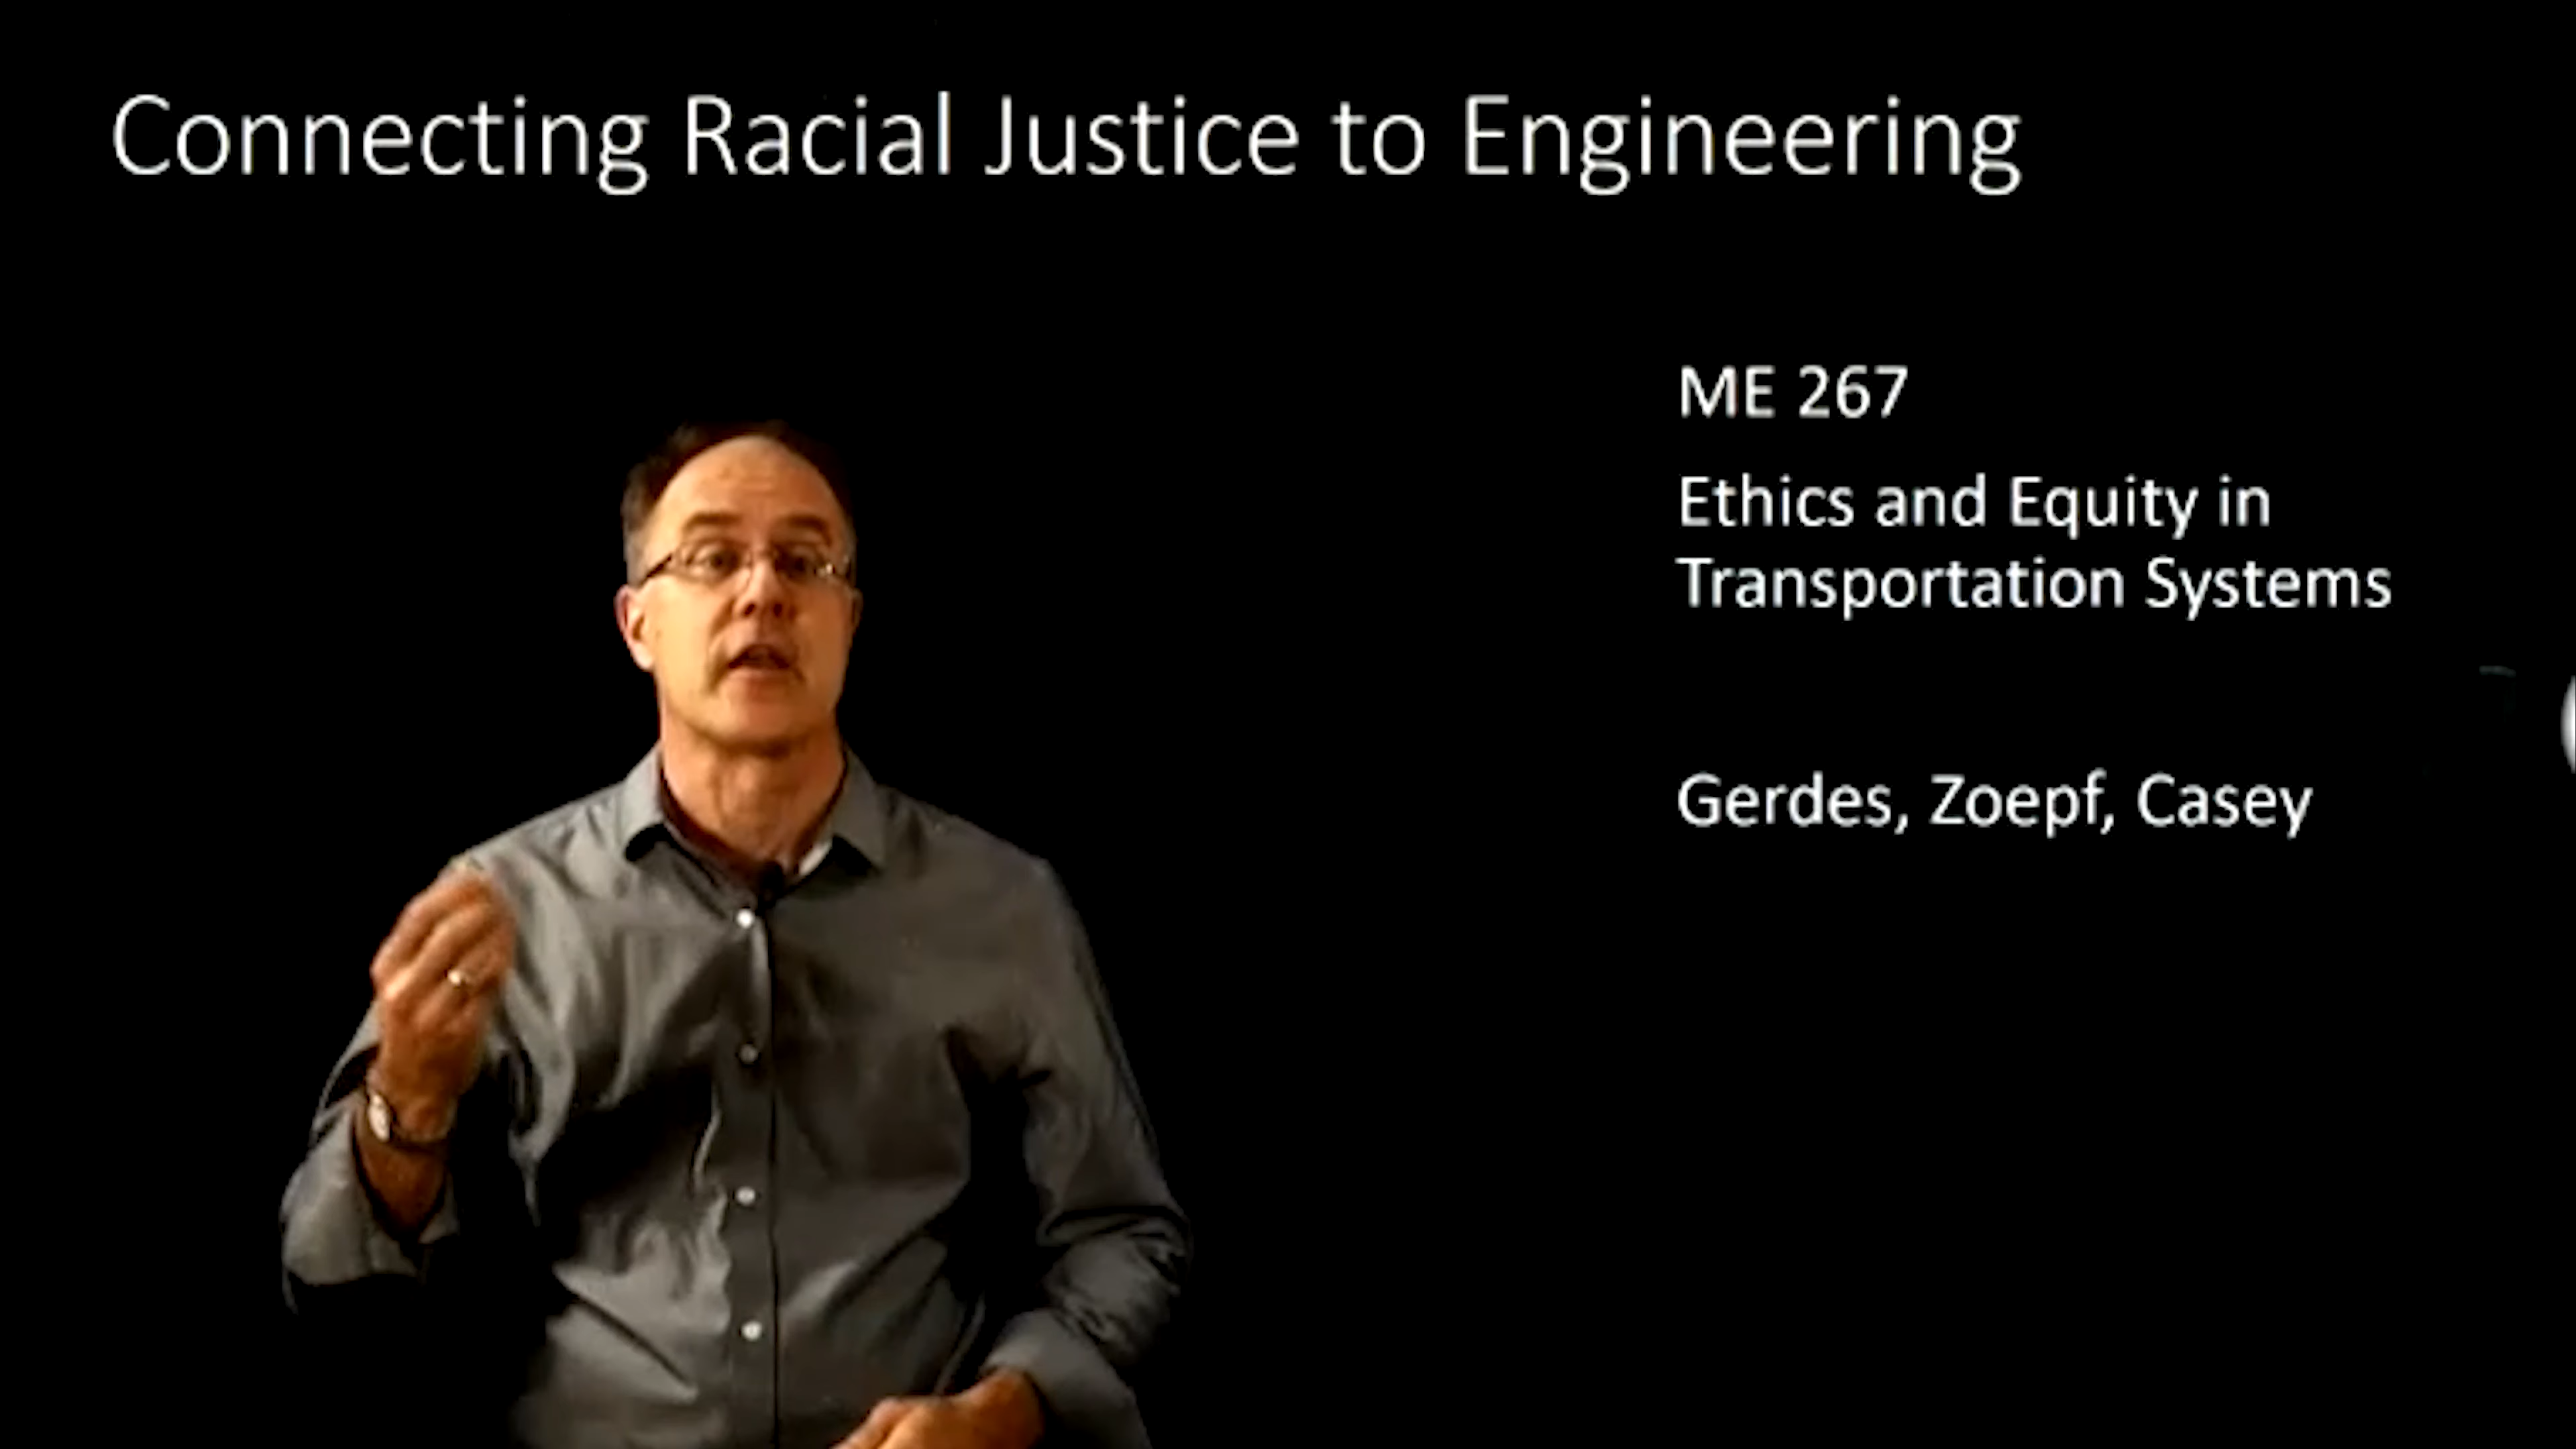 Connecting Racial Justice to Engineering
ME 267
Ethics and Equity in
Transportation Systems
Gerdes, Zoepf, Casey